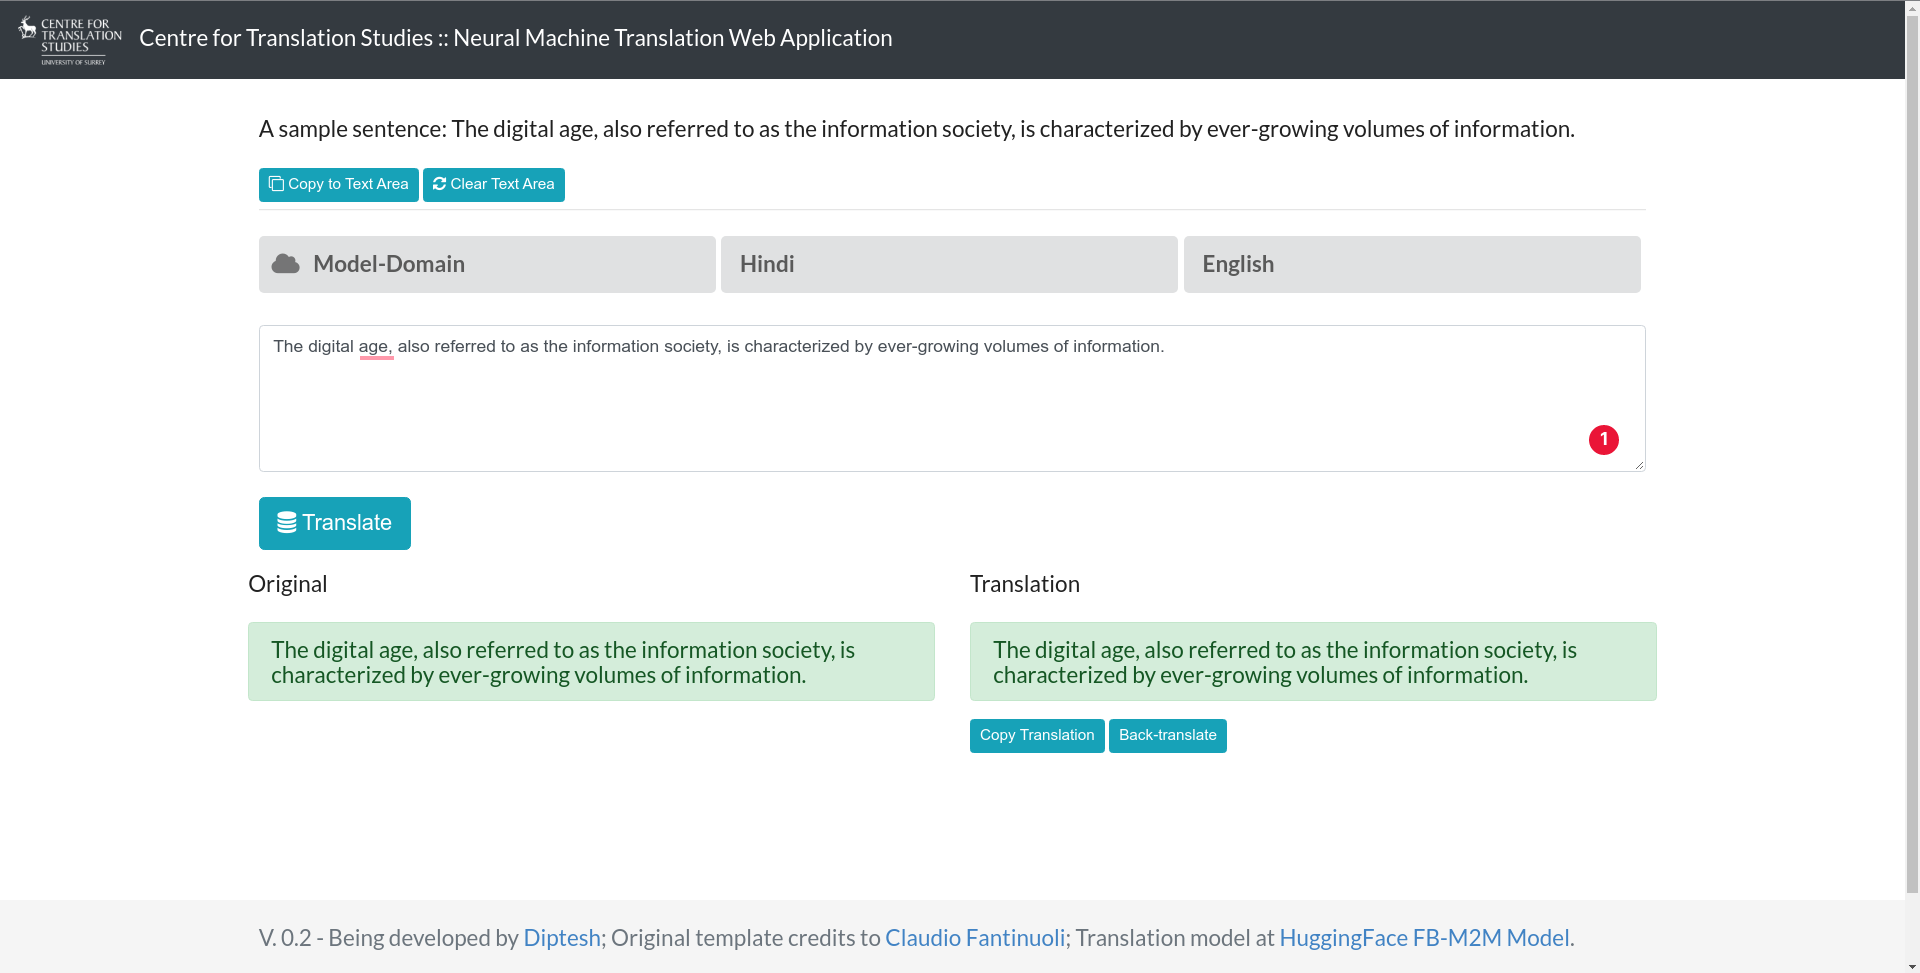 CENTRE FOR
TRANSLATION
STUDIES
UNIVERSITY OF SURREY
Centre for Translation Studies :: Neural Machine Translation Web Application
A sample sentence: The digital age, also referred to as the information society, is characterized by ever-growing volumes of information.
Copy to Text Area
Clear Text Area
Model-Domain
Hindi
English
The digital age, also referred to as the information society, is characterized by ever-growing volumes of information.
1
Translate
Original
The digital age, also referred to as the information society, is
characterized by ever-growing volumes of information.
Translation
The digital age, also referred to as the information society, is
characterized by ever-growing volumes of information.
Copy Translation
Back-translate
V. 0.2 - Being developed by Diptesh; Original template credits to Claudio Fantinuoli; Translation model at HuggingFace FB-M2M Model.